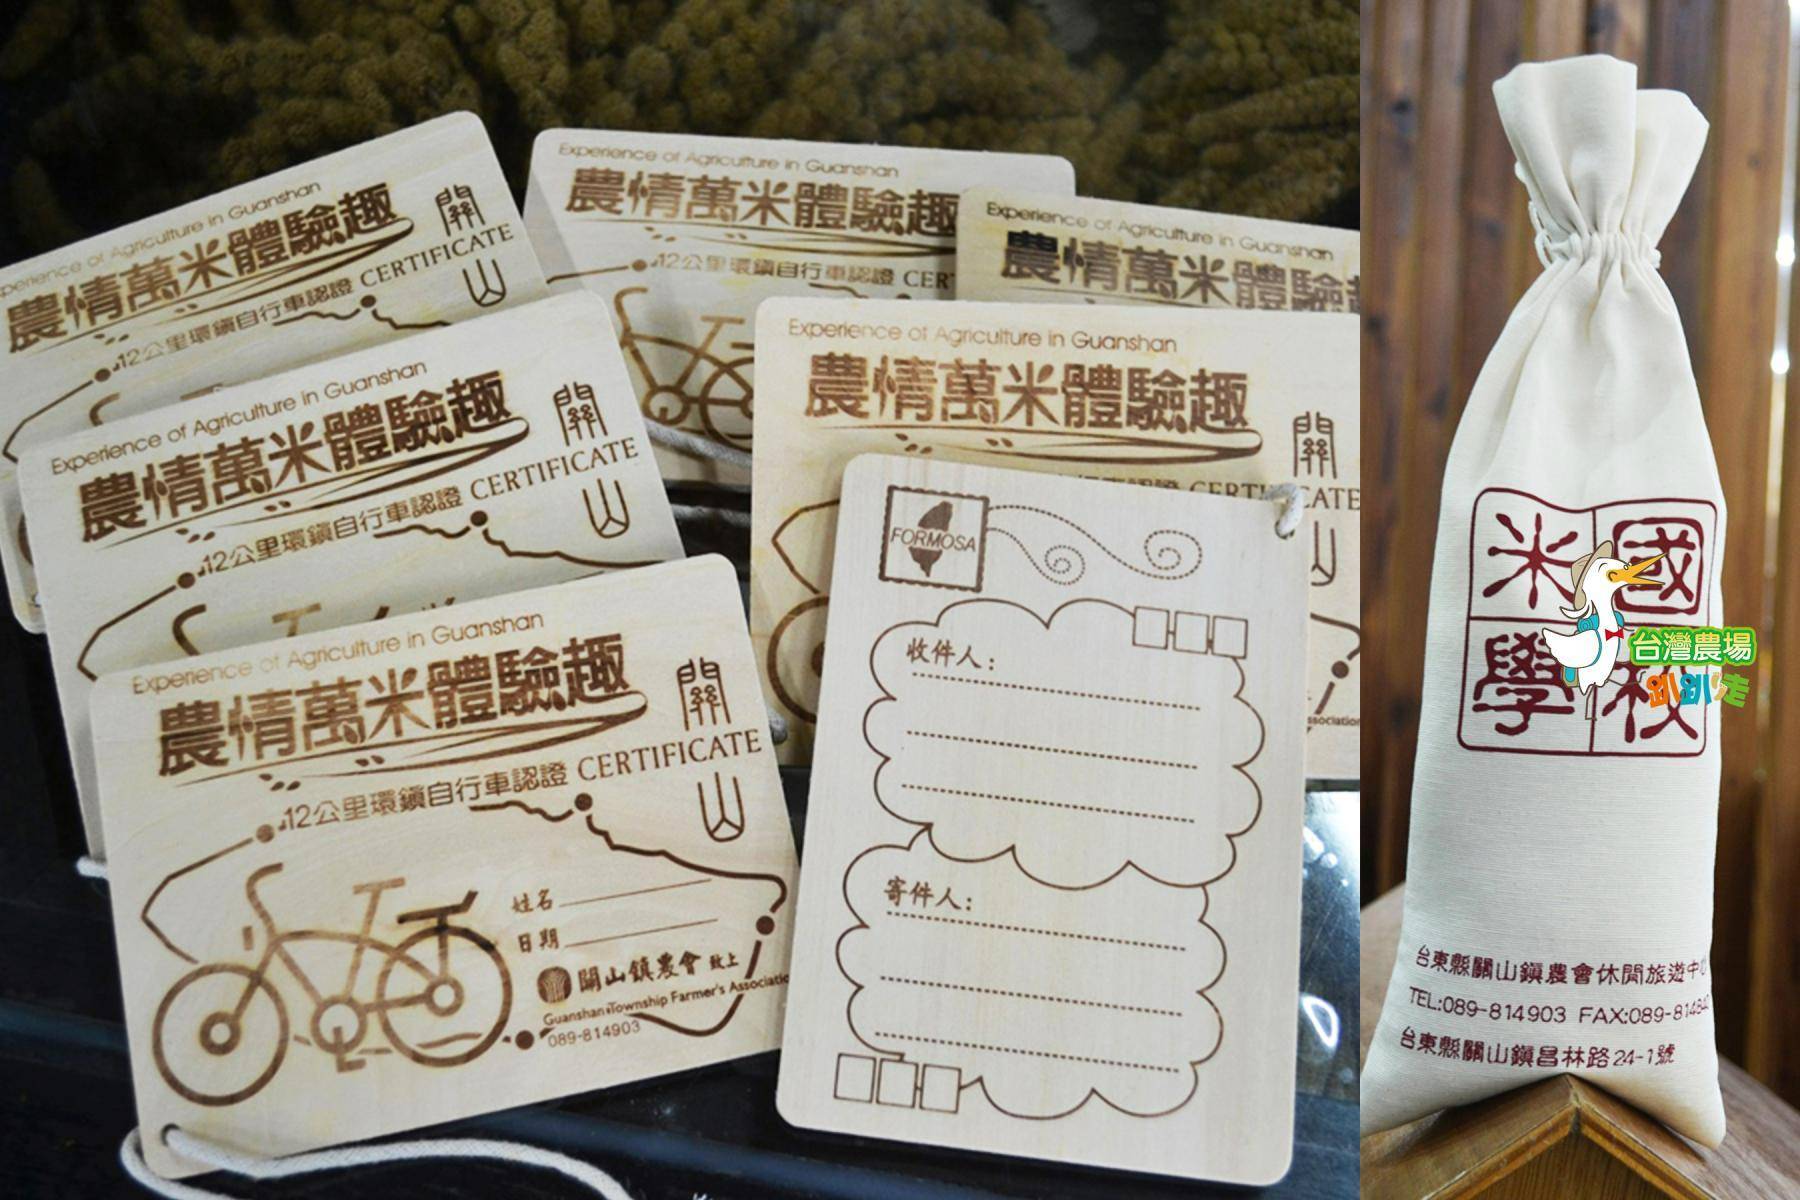 Experience of Agriculture in Guanshan
農情萬米體驗趣
12公里環鎮自行車認證 CERTIFICATE
關山
Experience of Agriculture in Guanshan
農情萬米體驗趣
12公里環鎮自行車認證 CER
Experience of Agriculture in Guanshan
農情萬米體驗
Experience of Agriculture in Guanshan
農情萬米體驗趣
12公里環鎮自行車認證 CERTIFICATE
關山
Experience of Agriculture in Guanshan
農情萬米體驗趣
CERTIFICATE
關山
Association
Experience of Agriculture in Guanshan
農情萬米體驗趣
12公里環鎮自行車認證 CERTIFICATE
關山
姓名
日期
關山鎮農會 致上
Guanshan Township Farmer's Associatio
089-814903
FORMOSA
收件人：
寄件人：
米國
學校
台灣農場
趴趴走
台東縣關山鎮農會休閒旅遊中心
TEL:089-814903 FAX:089-81484
台東縣關山鎮昌林路24-1號